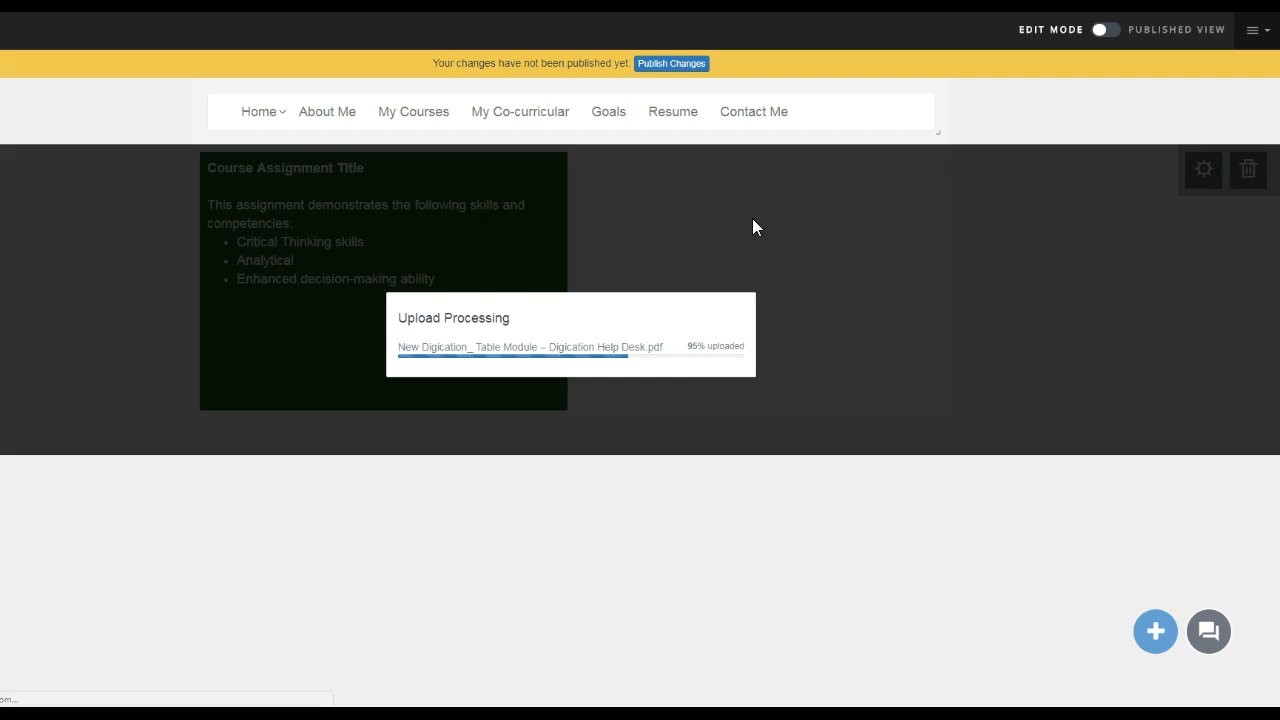 EDIT MODE PUBLISHED VIEW
Your changes have not been published yet. Publish Changes
Home About Me My Courses My Co-curricular Goals Resume Contact Me
Course Assignment Title
This assignment demonstrates the following skills and
competencies:
• Critical Thinking skills
• Analytical
• Enhanced decision-making ability
Upload Processing
New Digication_ Table Module – Digication Help Desk.pdf 95% uploaded
om...